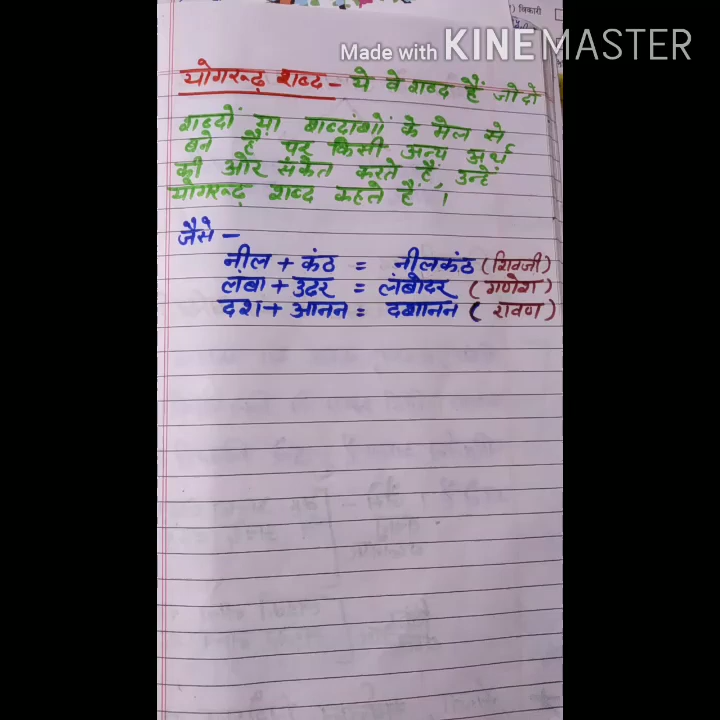 विकारी
Made with KINEMASTER
योगरूढ़ शब्द - ये वे शब्द हैं जो दो
शब्दों या शब्दांशों के मेल से
बने हैं पर किसी अन्य अर्थ
की ओर संकेत करते हैं, उन्हें
योगरूढ़ शब्द कहते हैं ।
जैसे -
नील + कंठ = नीलकंठ (शिवजी)
लंबा + उदर = लंबोदर (गणेश)
दश + आनन = दशानन (रावण)